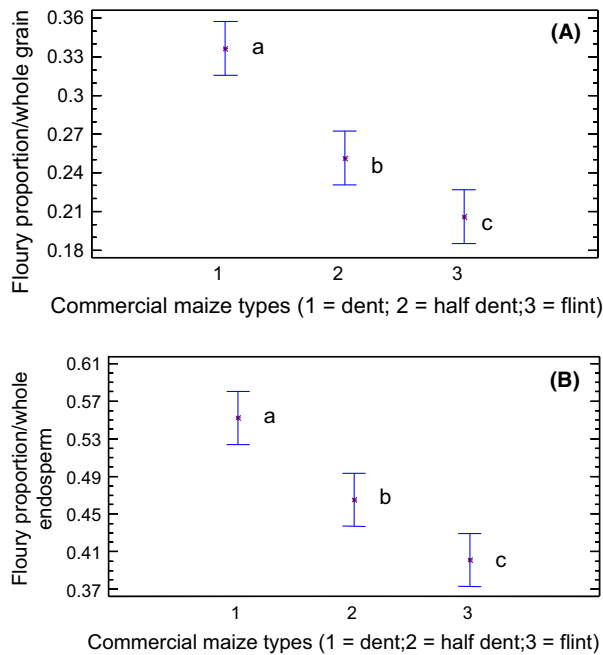 Floury proportion/whole grain
0.36
0.33
0.3
0.27
0.24
0.21
0.18
(A)
a
b
c
1
2
3
Commercial maize types (1 = dent; 2 = half dent;3 = flint)
Floury proportion/whole
endosperm
0.61
0.57
0.53
0.49
0.45
0.41
0.37
(B)
a
b
c
1
2
3
Commercial maize types (1 = dent;2 = half dent;3 = flint)